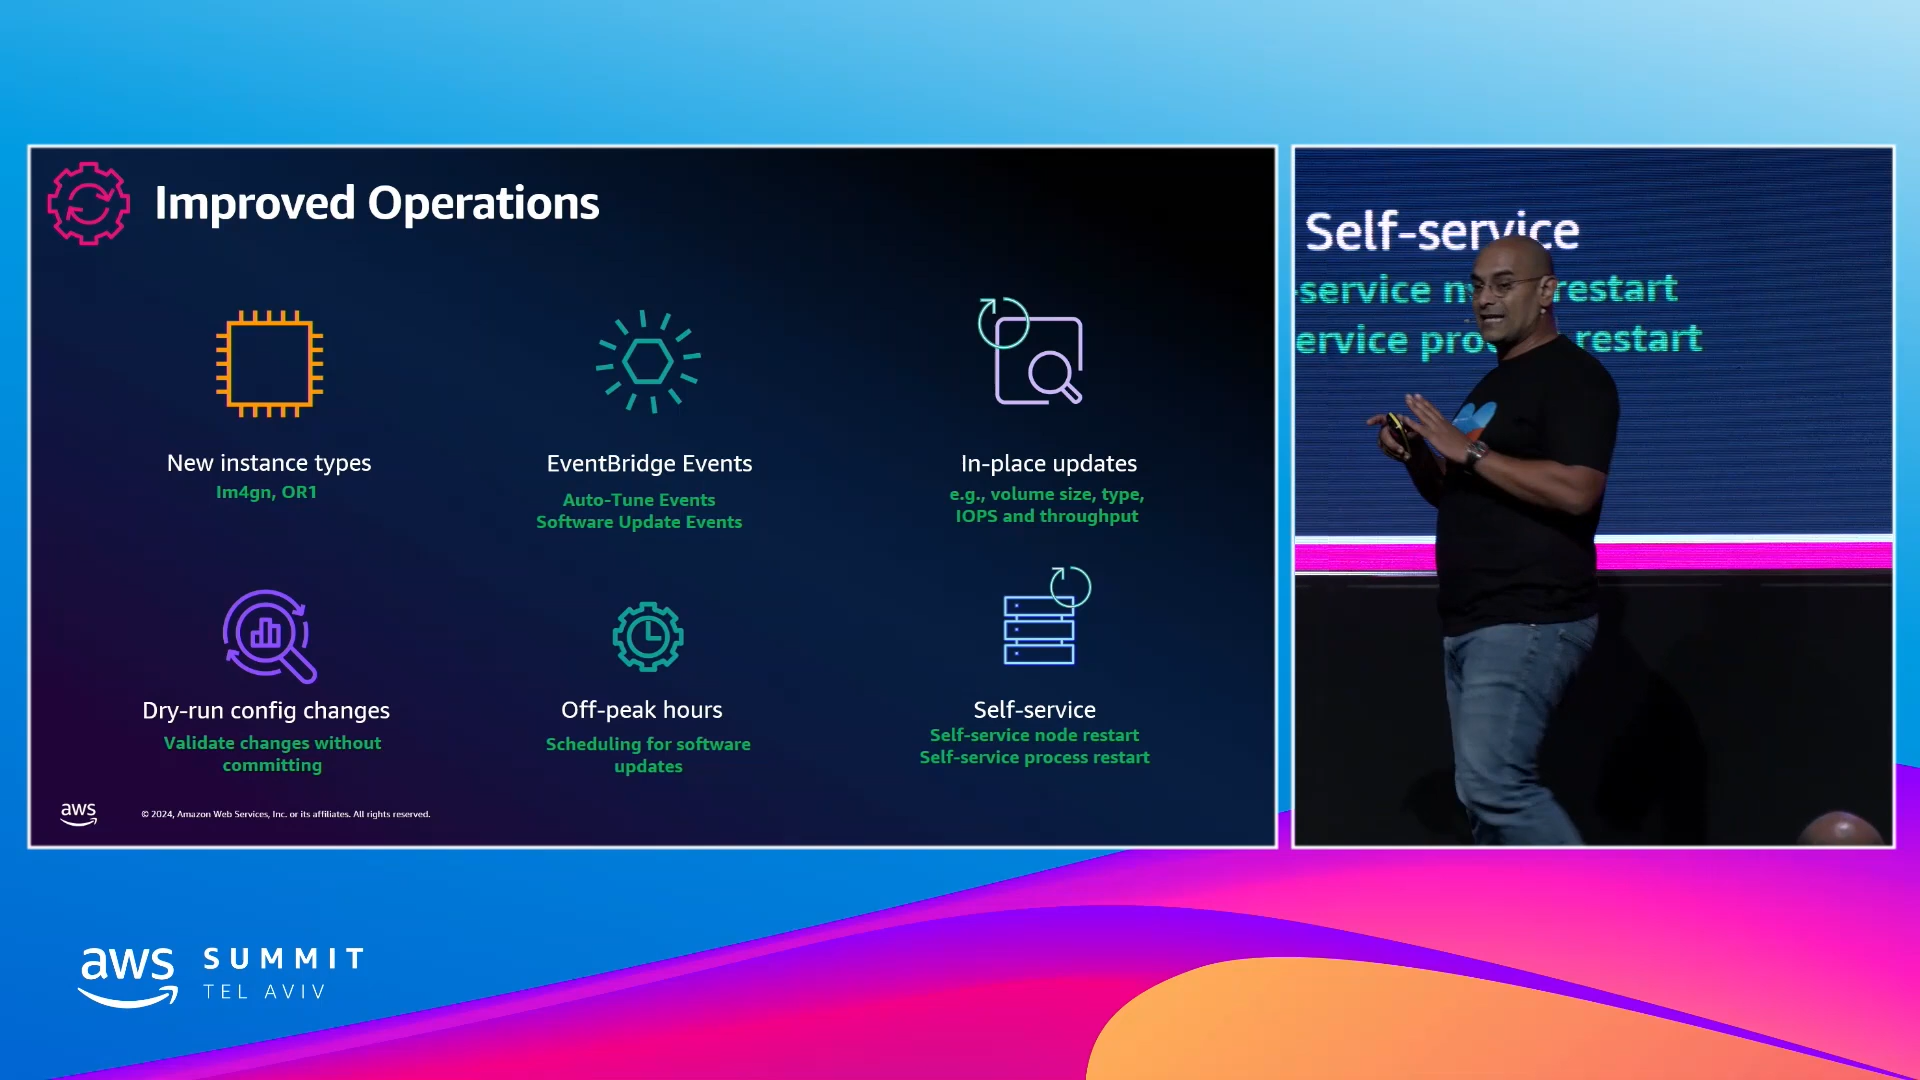 Improved Operations
New instance types
Im4gn, OR1
EventBridge Events
Auto-Tune Events
Software Update Events
In-place updates
e.g., volume size, type,
IOPS and throughput
Dry-run config changes
Validate changes without
committing
Off-peak hours
Scheduling for software
updates
Self-service
Self-service node restart
Self-service process restart
aws
© 2024, Amazon Web Services, Inc. or its affiliates. All rights reserved.
Self-service
-service restart
ervice restart
aws SUMMIT
TEL AVIV